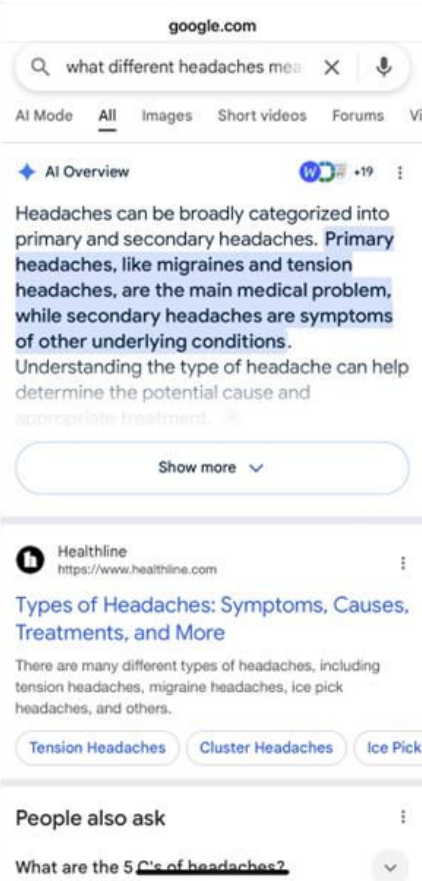 google.com
what different headaches mea
AI Mode All Images Short videos Forums Vi
AI Overview +19
Headaches can be broadly categorized into
primary and secondary headaches. Primary
headaches, like migraines and tension
headaches, are the main medical problem,
while secondary headaches are symptoms
of other underlying conditions.
Understanding the type of headache can help
determine the potential cause and
appropriate treatment.
Show more
Healthline
https://www.healthline.com
Types of Headaches: Symptoms, Causes,
Treatments, and More
There are many different types of headaches, including
tension headaches, migraine headaches, ice pick
headaches, and others.
Tension Headaches Cluster Headaches Ice Pick
People also ask
What are the 5 C's of headaches?